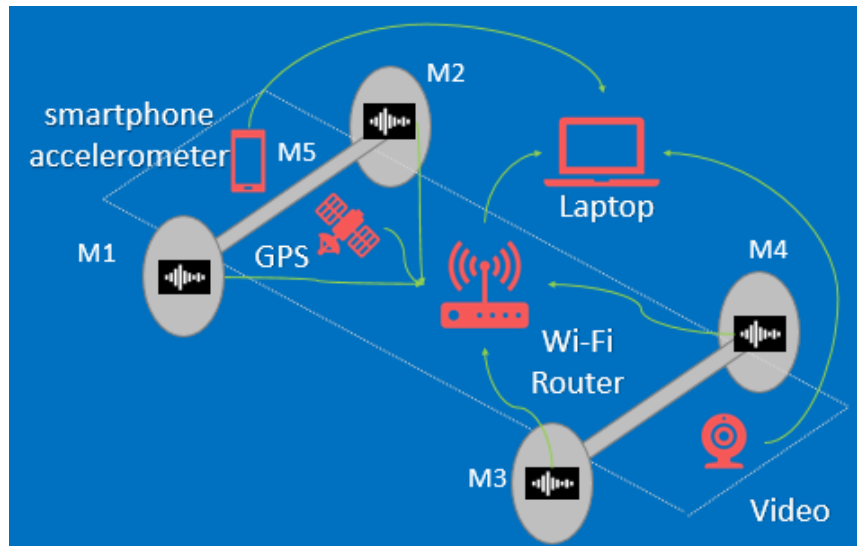 M2
smartphone
accelerometer
M5
Laptop
M1
GPS
M4
Wi-Fi
Router
M3
Video